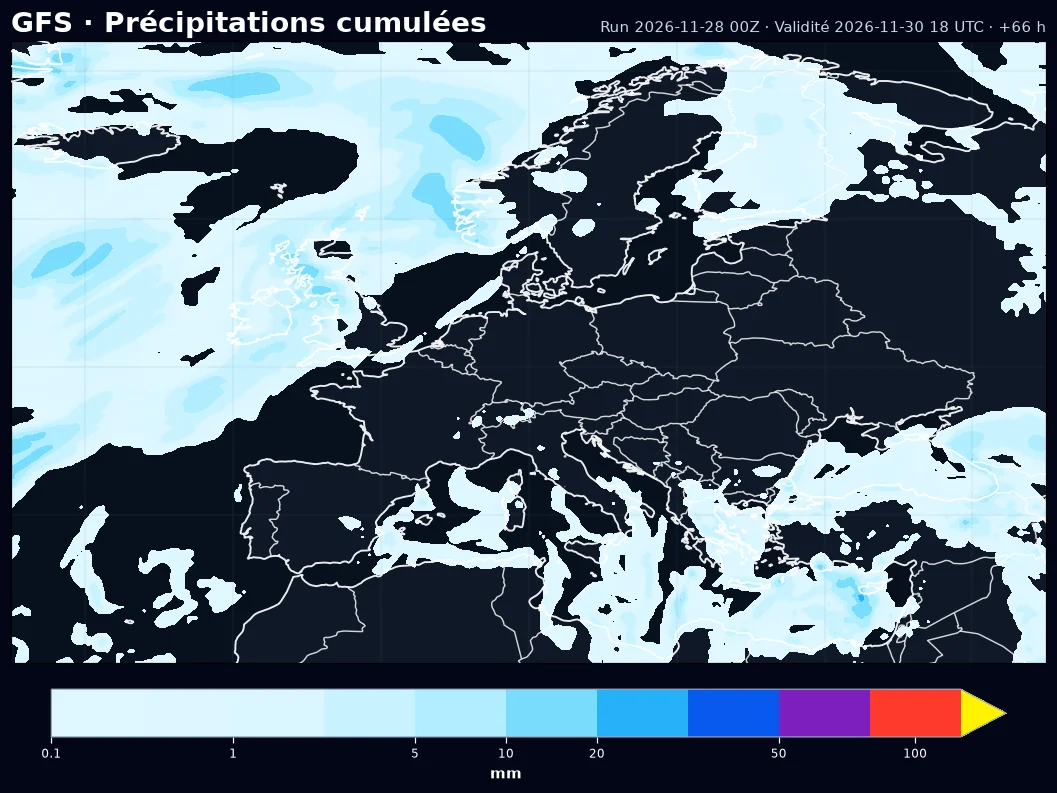 GFS · Précipitations cumulées
Run 2026-11-28 00Z · Validité 2026-11-30 18 UTC · +66 h
0.1 1 5 10 20 50 100
mm